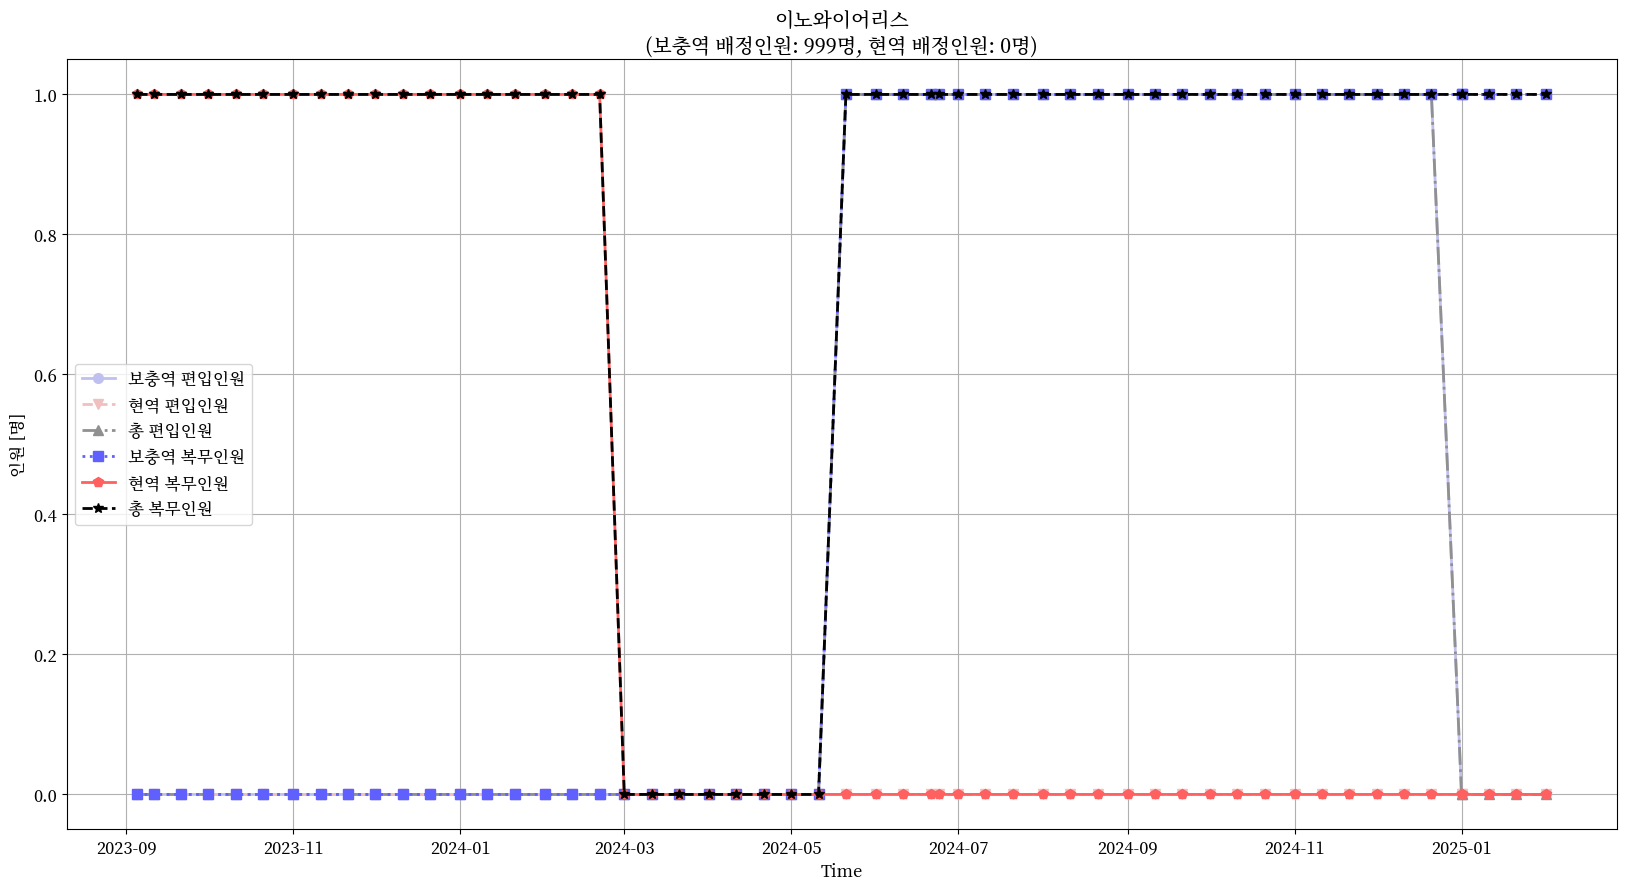 이노와이어리스
(보충역 배정인원: 999명, 현역 배정인원: 0명)
1.0
0.8
0.6
0.4
0.2
0.0
인원 [명]
보충역 편입인원
현역 편입인원
총 편입인원
보충역 복무인원
현역 복무인원
총 복무인원
2023-09 2023-11 2024-01 2024-03 2024-05 2024-07 2024-09 2024-11 2025-01
Time